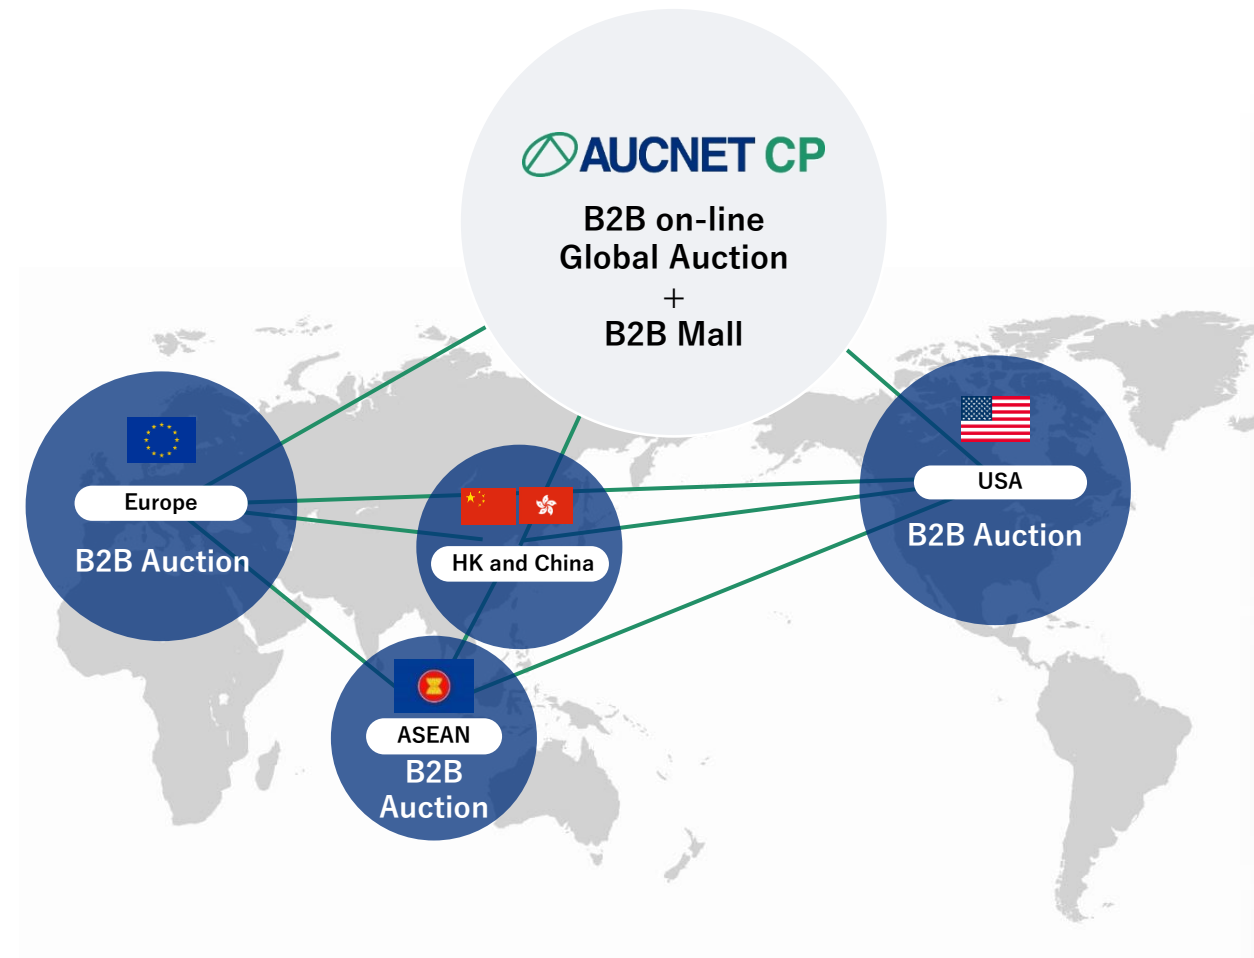 AUCNET CP
B2B on-line
Global Auction
+
B2B Mall
Europe
B2B Auction
HK and China
USA
B2B Auction
ASEAN
B2B
Auction